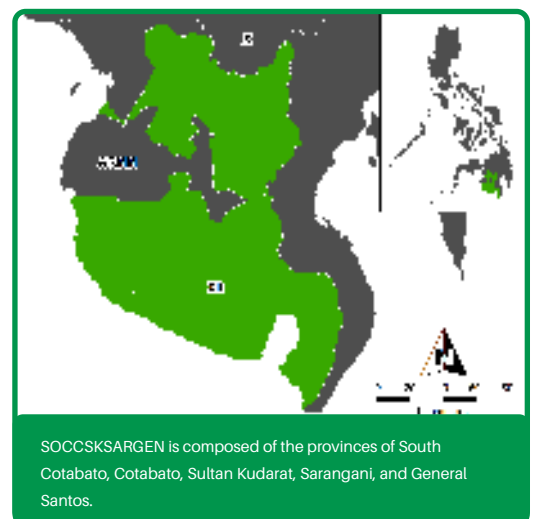 SOCCSKSARGEN is composed of the provinces of South
Cotabato, Cotabato, Sultan Kudarat, Sarangani, and General
Santos.